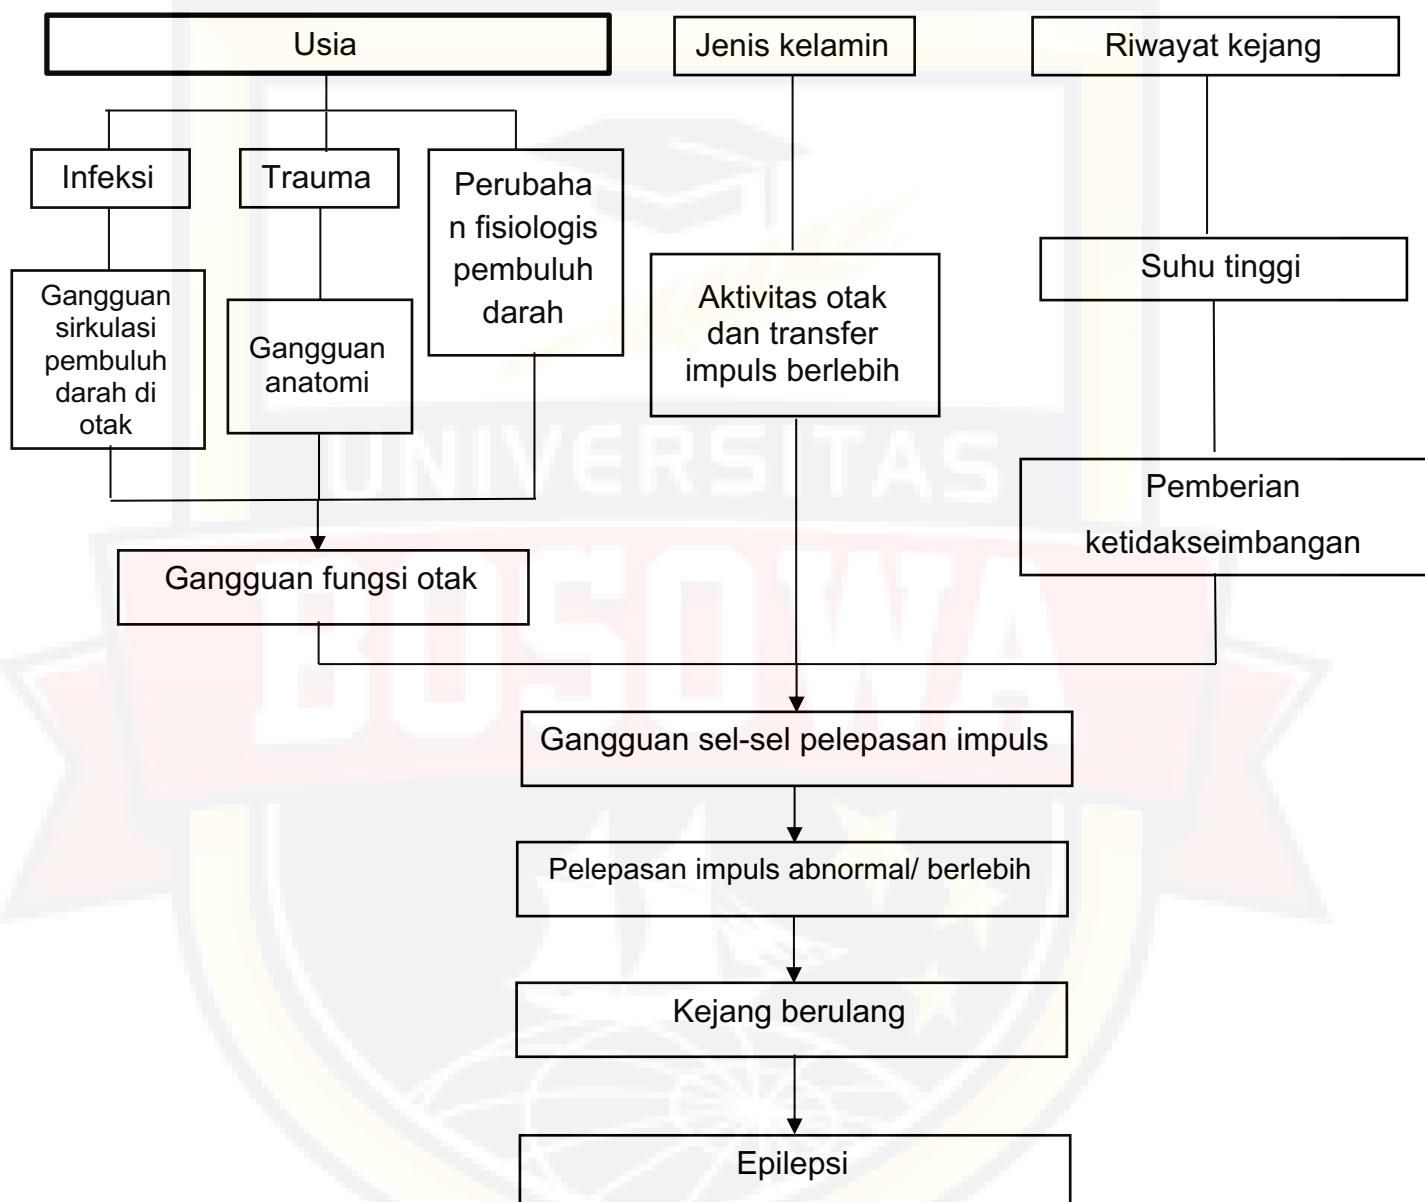 Usia
Jenis kelamin
Riwayat kejang
Infeksi
Trauma
Perubaha
n fisiologis
pembuluh
darah
Suhu tinggi
Gangguan
sirkulasi
pembuluh
darah di
otak
Gangguan
anatomi
Aktivitas otak
dan transfer
impuls berlebih
UNIVERSITAS
Pemberian
ketidakseimbangan
Gangguan fungsi otak
BOSOWA
Gangguan sel-sel pelepasan impuls
Pelepasan impuls abnormal/ berlebih
Kejang berulang
Epilepsi